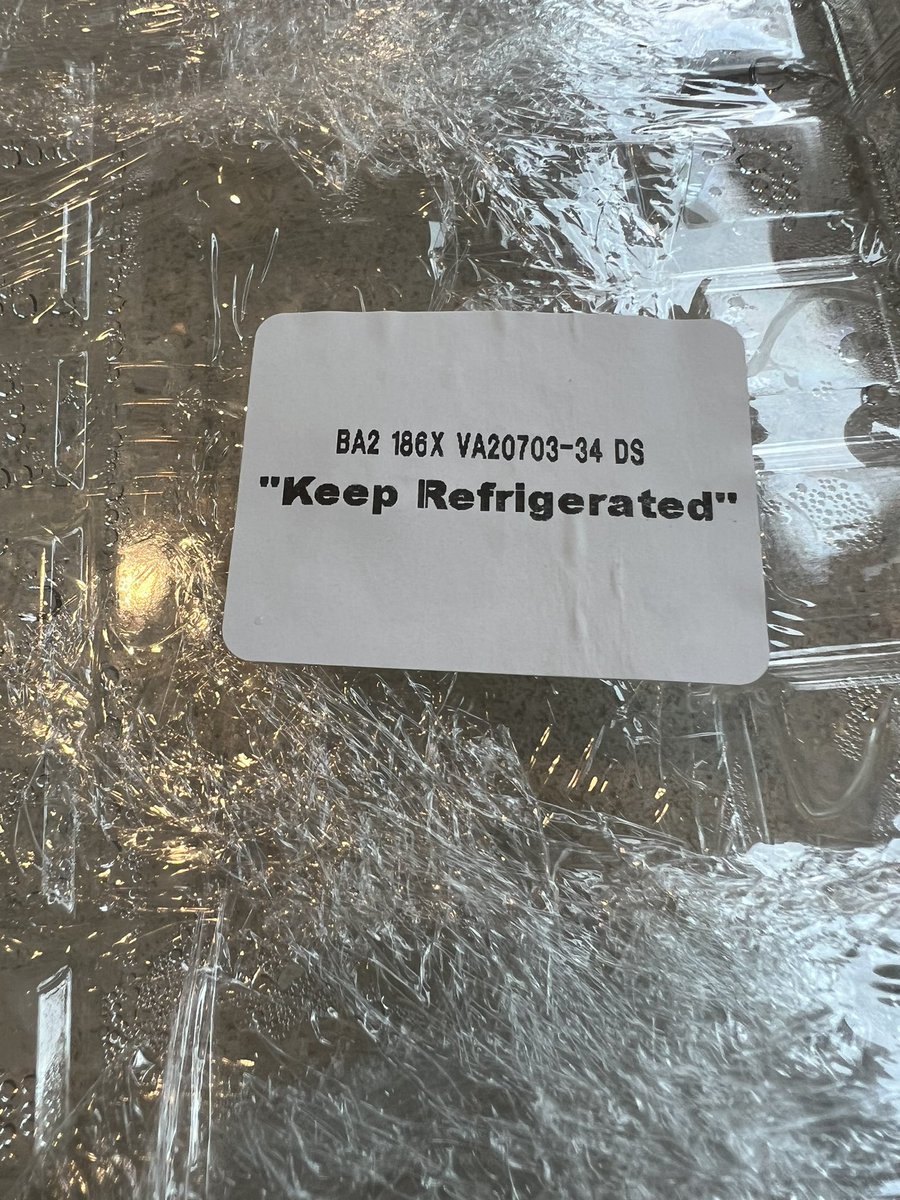 BA2 186X VA20703-34 DS
"Keep Refrigerated"